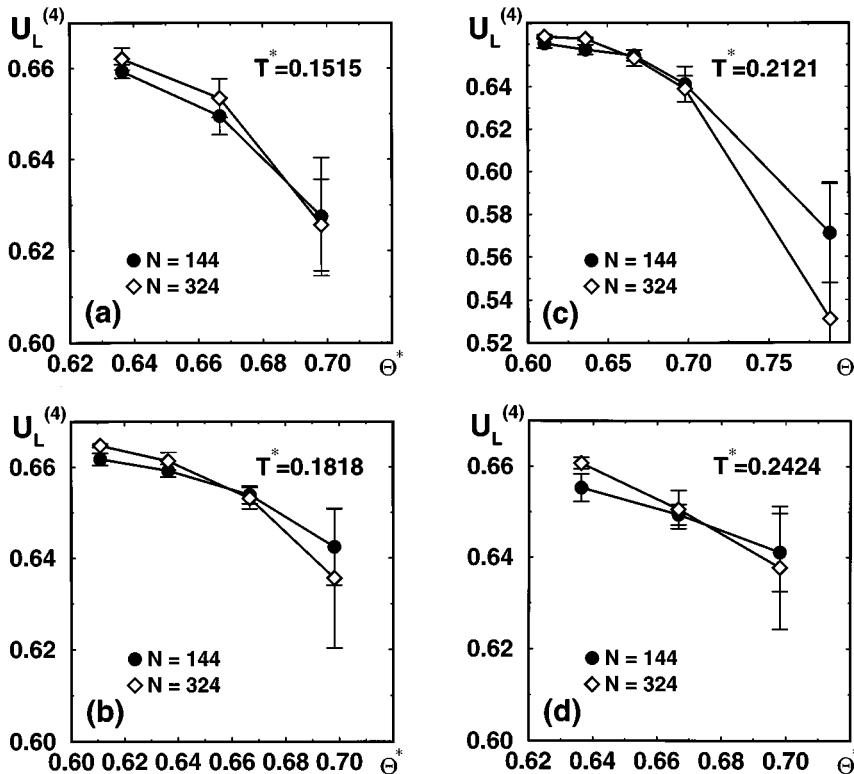 U_L^(4)
T*=0.1515
0.66
0.64
0.62
0.60
N = 144
N = 324
(a)
0.62 0.64 0.66 0.68 0.70 Θ*
U_L^(4)
T*=0.2121
0.64
0.62
0.60
0.58
0.57
0.53
0.52
N = 144
N = 324
(c)
0.60 0.65 0.70 0.75 Θ
U_L^(4)
T*=0.1818
0.66
0.64
0.62
0.60
N = 144
N = 324
(b)
0.60 0.62 0.64 0.66 0.68 0.70 Θ*
U_L^(4)
T*=0.2424
0.66
0.64
0.62
0.60
N = 144
N = 324
(d)
0.62 0.64 0.66 0.68 0.70 Θ*